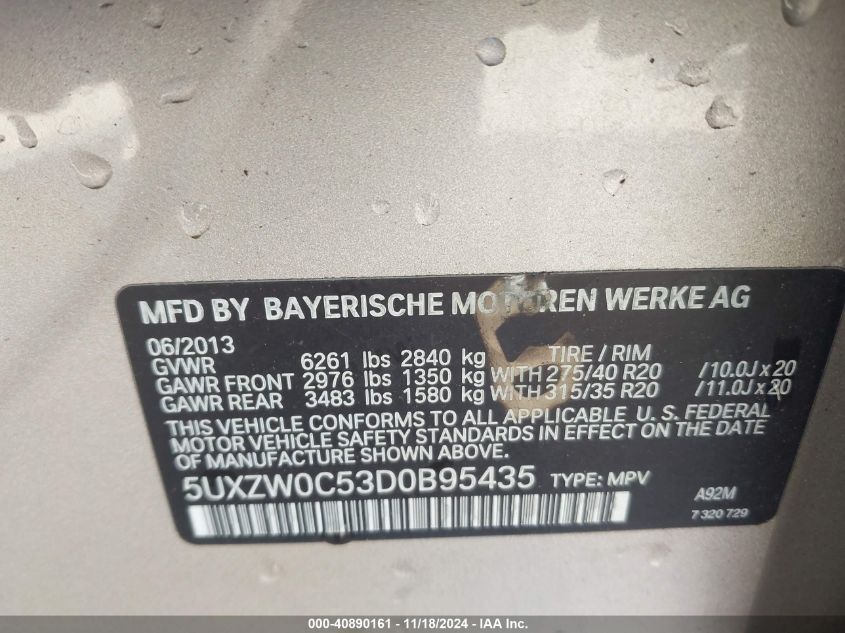 MFD BY BAYERISCHE MOTOREN WERKE AG
06/2013 TIRE / RIM
GVWR 6261 lbs 2840 kg
GAWR FRONT 2976 lbs 1350 kg WITH 275/40 R20 /10.0J x 20
GAWR REAR 3483 lbs 1580 kg WITH 315/35 R20 /11.0J x 20
THIS VEHICLE CONFORMS TO ALL APPLICABLE U. S. FEDERAL
MOTOR VEHICLE SAFETY STANDARDS IN EFFECT ON THE DATE
OF MANUFACTURE SHOWN ABOVE.
5UXZW0C53D0B95435 TYPE: MPV
A92M
7 320 729
000-40890161 - 11/18/2024 - IAA Inc.